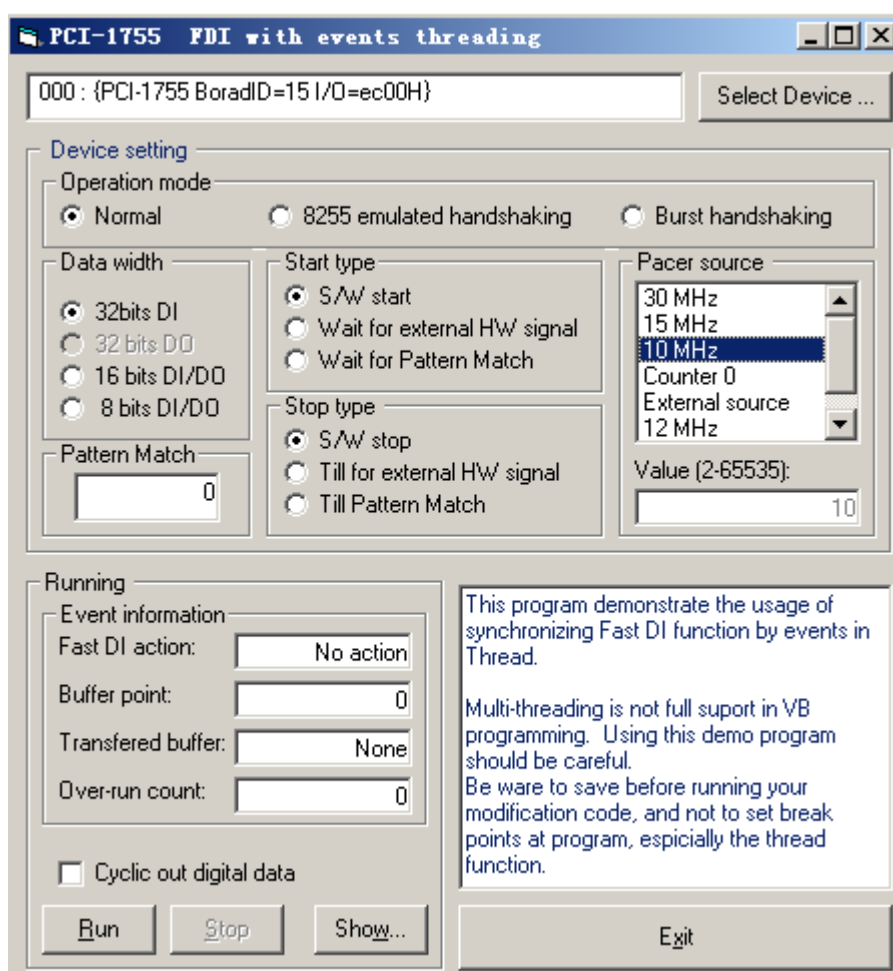 PCI-1755 FDI with events threading
000 : {PCI-1755 BoradID=15 I/O=ec00H}
Select Device ...
Device setting
Operation mode
Normal
8255 emulated handshaking
Burst handshaking
Data width
32bits DI
32 bits DO
16 bits DI/DO
8 bits DI/DO
Pattern Match
0
Start type
S/W start
Wait for external HW signal
Wait for Pattern Match
Stop type
S/W stop
Till for external HW signal
Till Pattern Match
Pacer source
30 MHz
15 MHz
10 MHz
Counter 0
External source
12 MHz
Value (2-65535):
10
Running
Event information
Fast DI action:
No action
Buffer point:
0
Transfered buffer:
None
Over-run count:
0
Cyclic out digital data
Run
Stop
Show...
This program demonstrate the usage of
synchronizing Fast DI function by events in
Thread.
Multi-threading is not full suport in VB
programming. Using this demo program
should be careful.
Be ware to save before running your
modification code, and not to set break
points at program, espicially the thread
function.
Exit